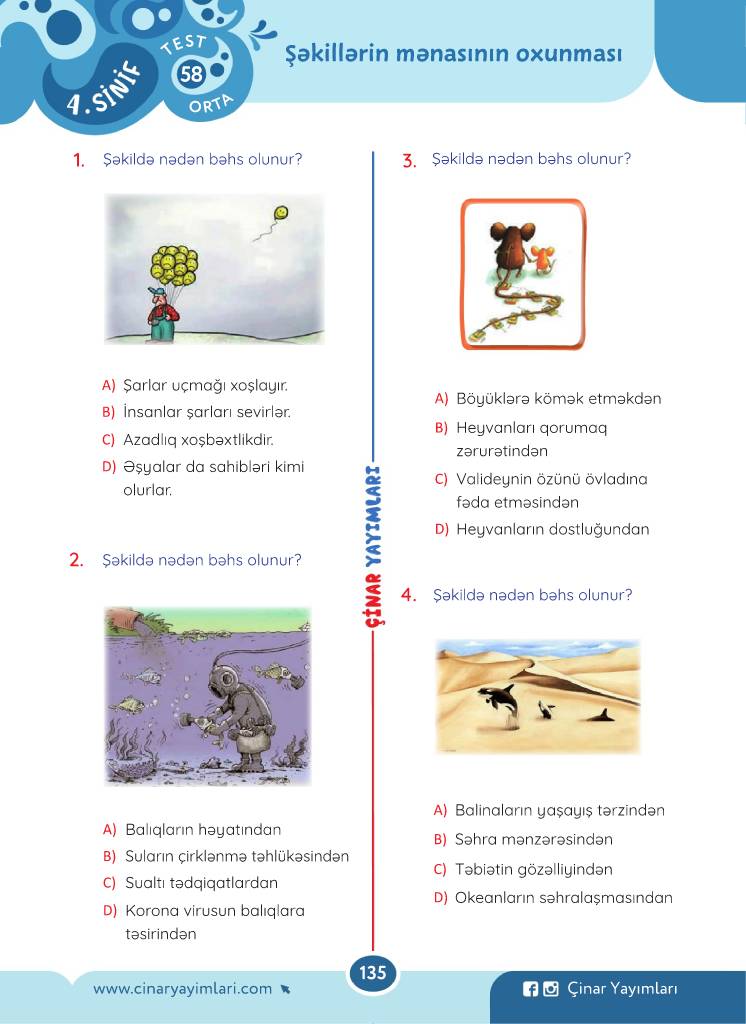 4. SİNİF
TEST
58
ORTA
Şəkillərin mənasının oxunması
1. Şəkildə nədən bəhs olunur?
A) Şarlar uçmağı xoşlayır.
B) İnsanlar şarları sevirlər.
C) Azadlıq xoşbəxtlikdir.
D) Əşyalar da sahibləri kimi
olurlar.
2. Şəkildə nədən bəhs olunur?
A) Balıqların həyatından
B) Suların çirklənmə təhlükəsindən
C) Sualtı tədqiqatlardan
D) Korona virusun balıqlara
təsirindən
ÇİNAR YAYIMLARI
3. Şəkildə nədən bəhs olunur?
A) Böyüklərə kömək etməkdən
B) Heyvanları qorumaq
zərurətindən
C) Valideynin özünü övladına
fəda etməsindən
D) Heyvanların dostluğundan
4. Şəkildə nədən bəhs olunur?
A) Balinaların yaşayış tərzindən
B) Səhra mənzərəsindən
C) Təbiətin gözəlliyindən
D) Okeanların səhralaşmasından
www.cinaryayimlari.com
135
Çinar Yayımları